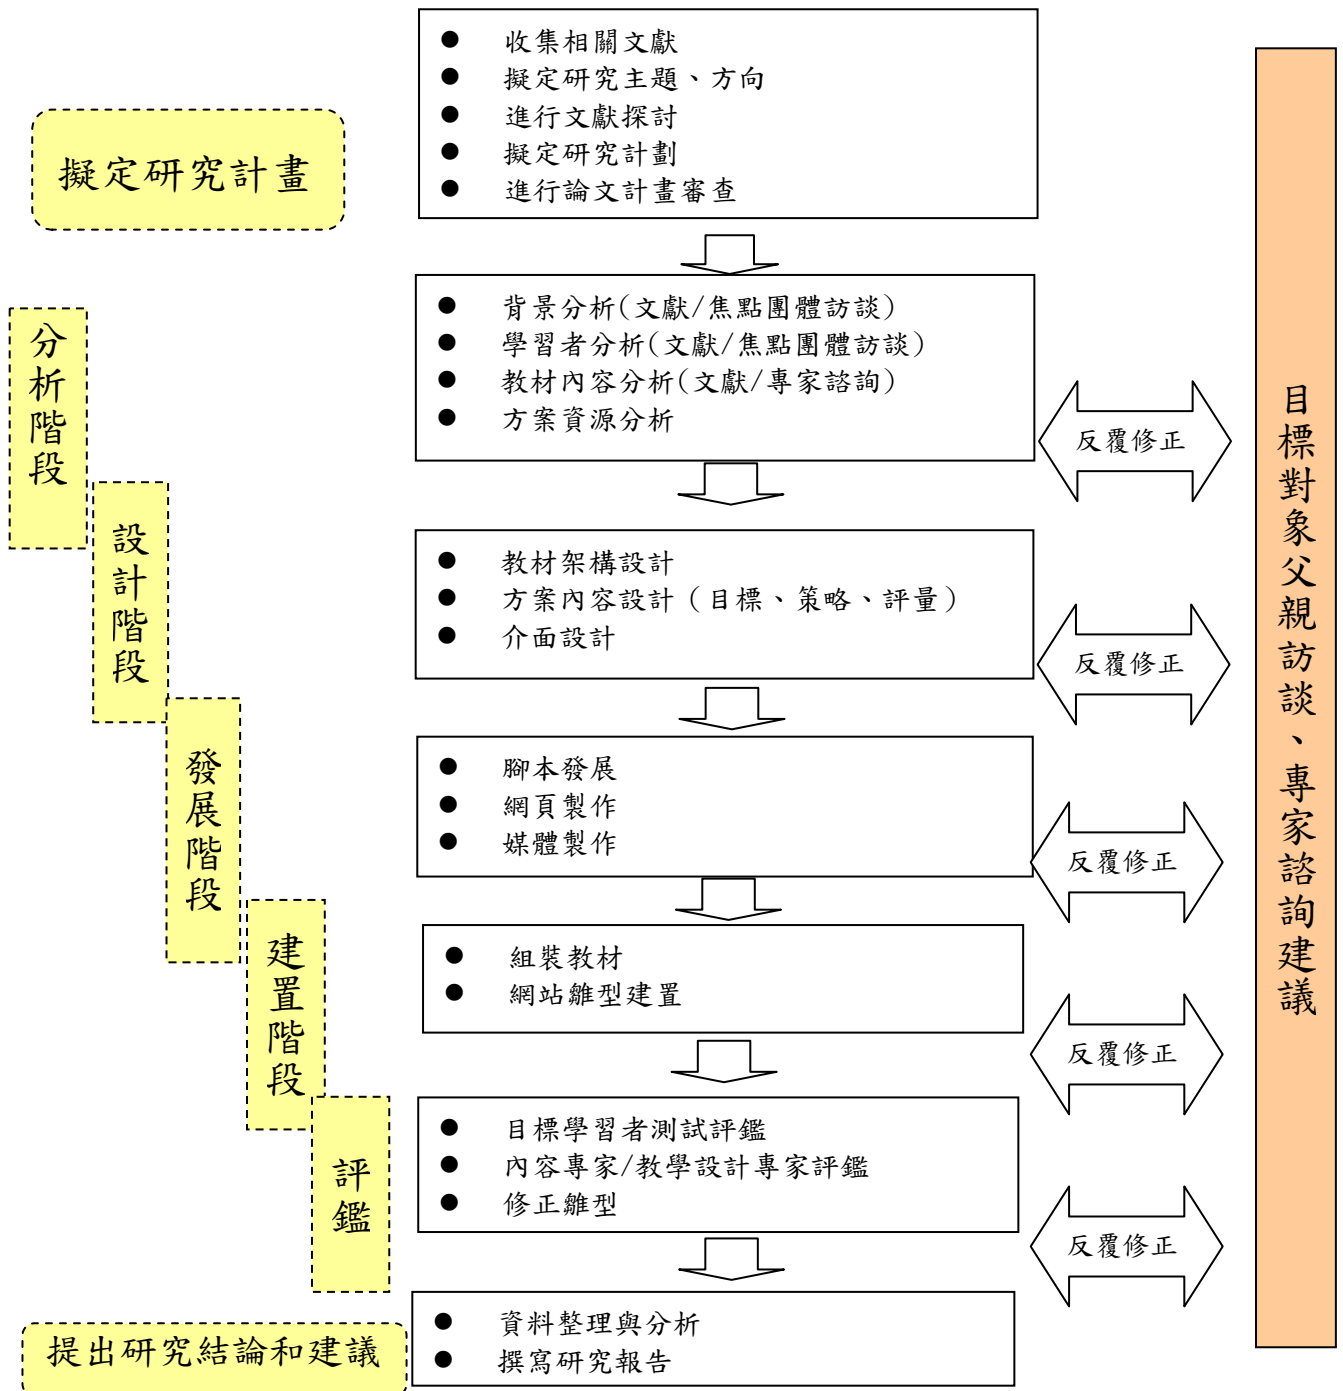 擬定研究計畫
收集相關文獻
擬定研究主題、方向
進行文獻探討
擬定研究計劃
進行論文計畫審查
分析階段
背景分析(文獻/焦點團體訪談)
學習者分析(文獻/焦點團體訪談)
教材內容分析(文獻/專家諮詢)
方案資源分析
反覆修正
設計階段
教材架構設計
方案內容設計（目標、策略、評量）
介面設計
反覆修正
發展階段
腳本發展
網頁製作
媒體製作
反覆修正
建置階段
組裝教材
網站雛型建置
反覆修正
評鑑
目標學習者測試評鑑
內容專家/教學設計專家評鑑
修正雛型
反覆修正
提出研究結論和建議
資料整理與分析
撰寫研究報告
目標對象父親訪談、專家諮詢建議